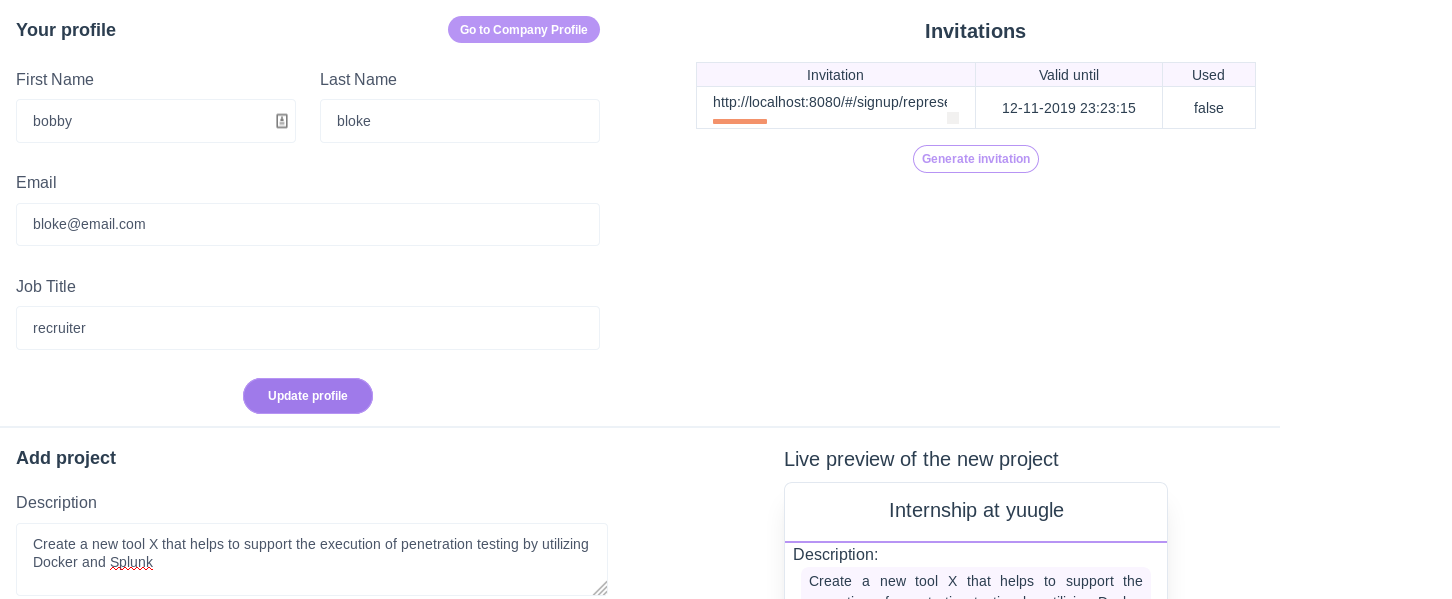 Your profile
Go to Company Profile
First Name
Last Name
bobby
bloke
Email
bloke@email.com
Job Title
recruiter
Update profile
Invitations
Invitation Valid until Used
http://localhost:8080/#/signup/represe 12-11-2019 23:23:15 false
Generate invitation
Add project
Description
Create a new tool X that helps to support the execution of penetration testing by utilizing
Docker and Splunk
Live preview of the new project
Internship at yuugle
Description:
Create a new tool X that helps to support the